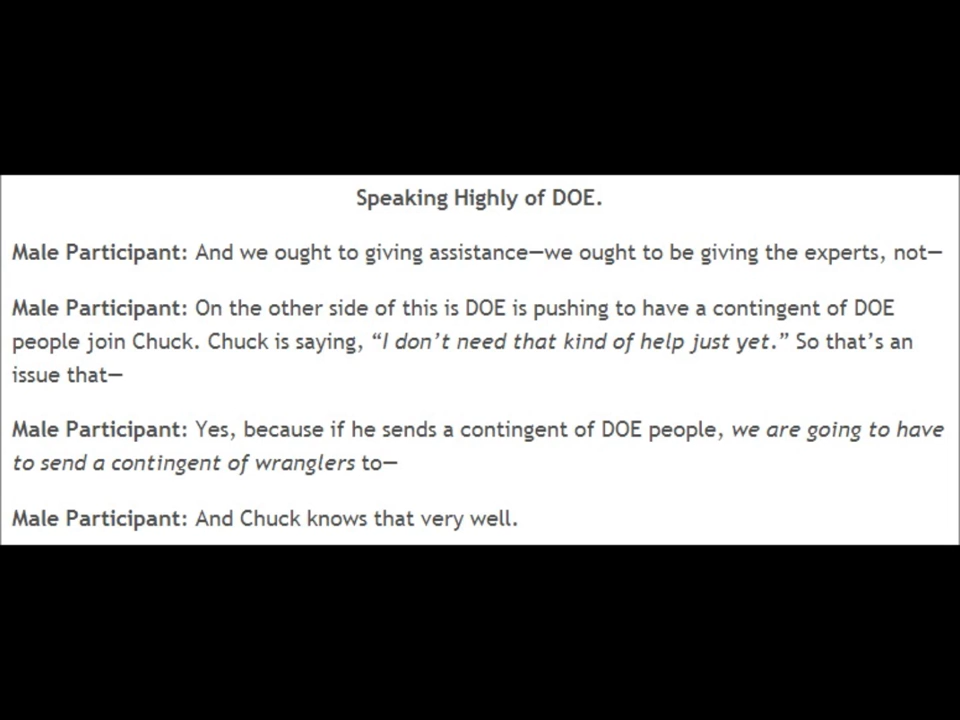 Speaking Highly of DOE.
Male Participant: And we ought to giving assistance—we ought to be giving the experts, not—
Male Participant: On the other side of this is DOE is pushing to have a contingent of DOE
people join Chuck. Chuck is saying, “I don’t need that kind of help just yet.” So that’s an
issue that—
Male Participant: Yes, because if he sends a contingent of DOE people, we are going to have
to send a contingent of wranglers to—
Male Participant: And Chuck knows that very well.